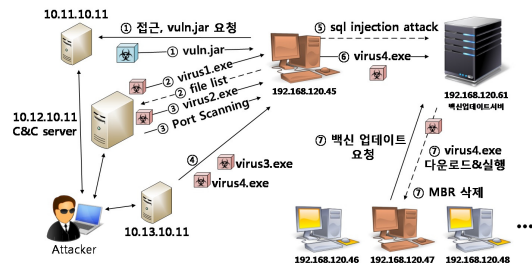 10.11.10.11
① 접근, vuln.jar 요청
① vuln.jar
② virus1.exe
② file list
③ virus2.exe
③ Port Scanning
10.12.10.11
C&C server
192.168.120.45
⑤ sql injection attack
⑥ virus4.exe
192.168.120.61
백신업데이트서버
④
virus3.exe
virus4.exe
10.13.10.11
Attacker
⑦ 백신 업데이트
요청
⑦ virus4.exe
다운로드&실행
⑦ MBR 삭제
192.168.120.46
192.168.120.47
192.168.120.48
...